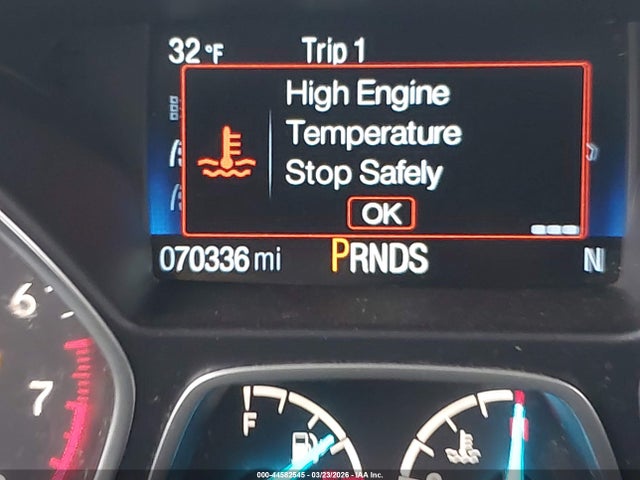 32°F Trip 1
High Engine
Temperature
Stop Safely
OK
070336 mi PRNDS N
6
7
F
000-44582545 - 03/23/2026 - IAA Inc.